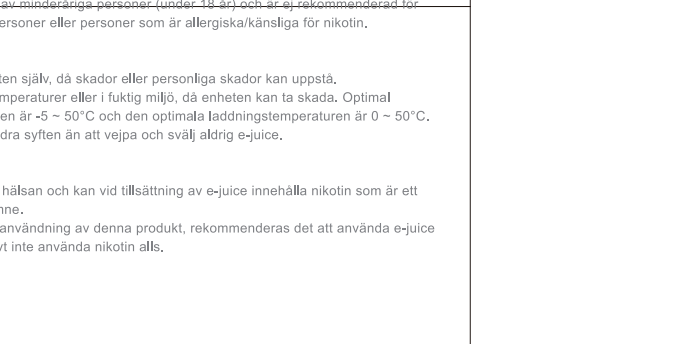 av minderåriga personer (under 18 år) och är ej rekommenderad för
ersoner eller personer som är allergiska/känsliga för nikotin.
ten själv, då skador eller personliga skador kan uppstå.
mperaturer eller i fuktig miljö, då enheten kan ta skada. Optimal
en är -5 ~ 50°C och den optimala laddningstemperaturen är 0 ~ 50°C.
dra syften än att vejpa och svälj aldrig e-juice.
hälsan och kan vid tillsättning av e-juice innehålla nikotin som är ett
nne.
användning av denna produkt, rekommenderas det att använda e-juice
vt inte använda nikotin alls.